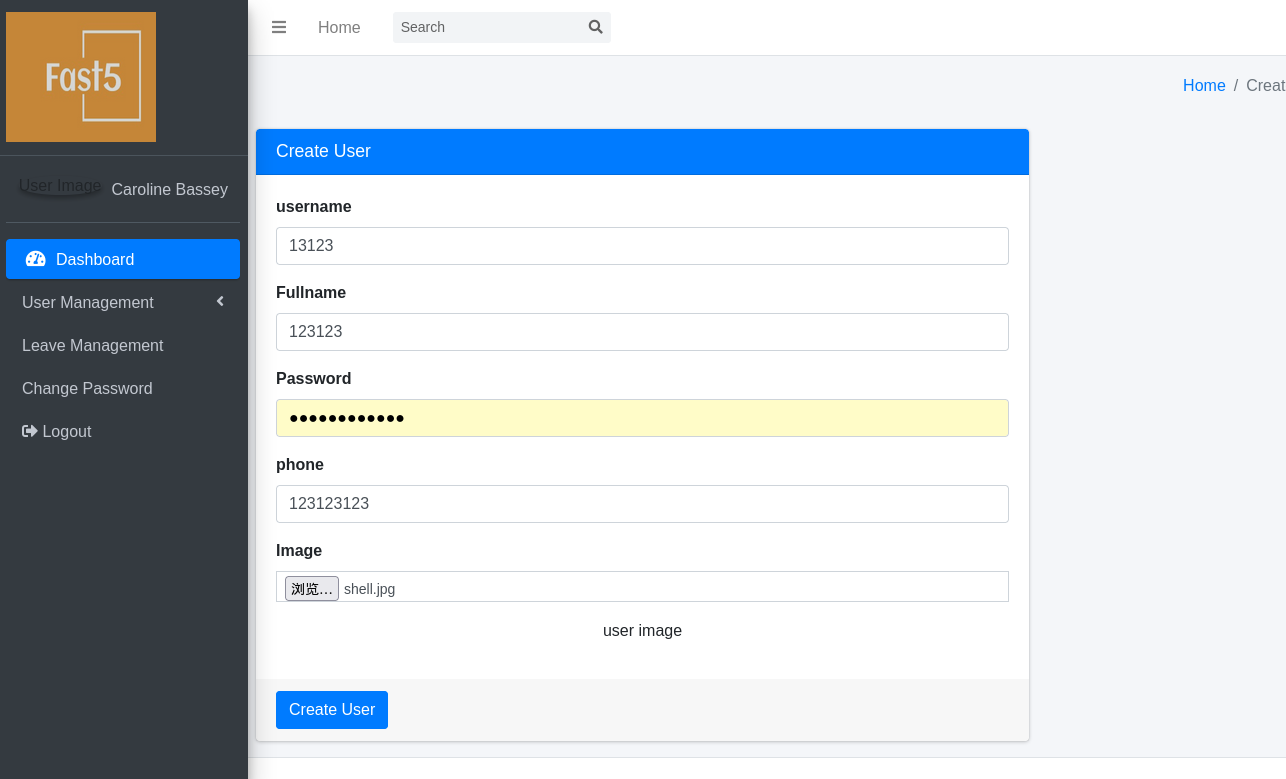 Fast5
Home
Search
Home / Creat
User Image Caroline Bassey
Dashboard
User Management
Leave Management
Change Password
Logout
Create User
username
13123
Fullname
123123
Password
●●●●●●●●●●●●
phone
123123123
Image
浏览… shell.jpg
user image
Create User